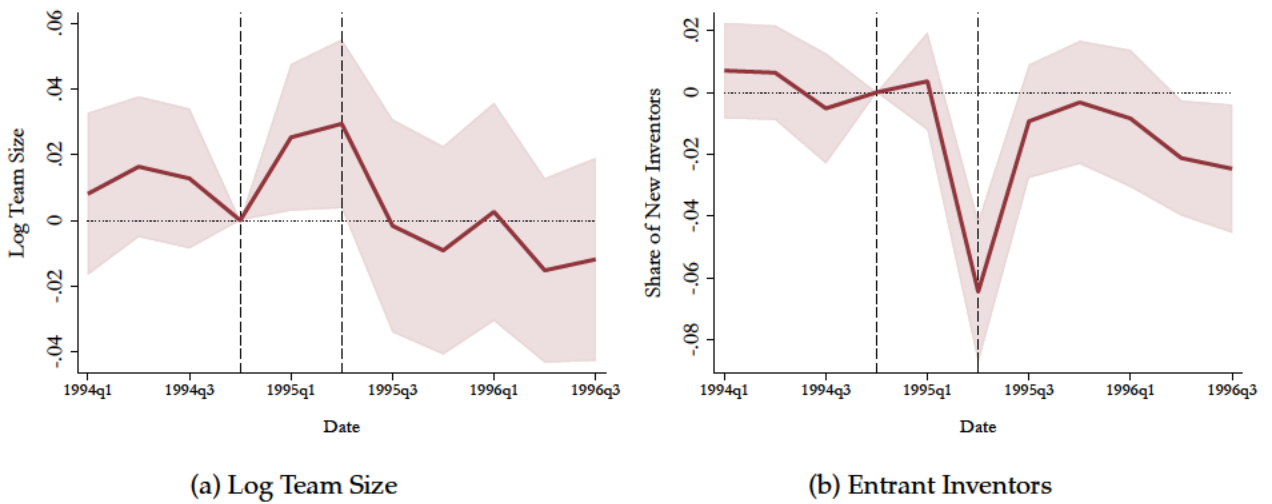 Log Team Size
.06
.04
.02
0
-.02
-.04
1994q1 1994q3 1995q1 1995q3 1996q1 1996q3
Date
(a) Log Team Size
Share of New Inventors
.02
0
-.02
-.04
-.06
-.08
1994q1 1994q3 1995q1 1995q3 1996q1 1996q3
Date
(b) Entrant Inventors